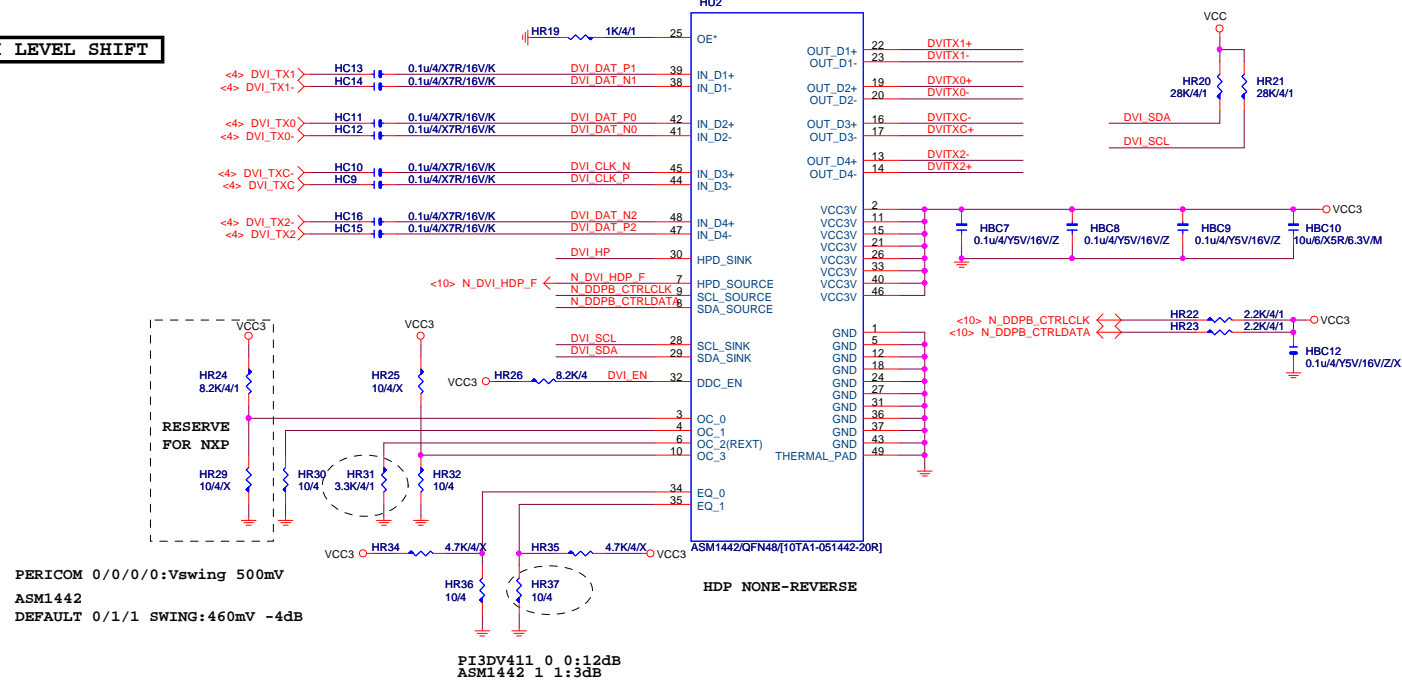 HU2
I LEVEL SHIFT
HR19 1K/4/1 25 OE*
<4> DVI_TX1 HC13 0.1u/4/X7R/16V/K DVI_DAT_P1 39 IN_D1+
<4> DVI_TX1- HC14 0.1u/4/X7R/16V/K DVI_DAT_N1 38 IN_D1-
<4> DVI_TX0 HC11 0.1u/4/X7R/16V/K DVI_DAT_P0 42 IN_D2+
<4> DVI_TX0- HC12 0.1u/4/X7R/16V/K DVI_DAT_N0 41 IN_D2-
<4> DVI_TXC- HC10 0.1u/4/X7R/16V/K DVI_CLK_N 45 IN_D3+
<4> DVI_TXC HC9 0.1u/4/X7R/16V/K DVI_CLK_P 44 IN_D3-
<4> DVI_TX2- HC16 0.1u/4/X7R/16V/K DVI_DAT_N2 48 IN_D4+
<4> DVI_TX2 HC15 0.1u/4/X7R/16V/K DVI_DAT_P2 47 IN_D4-
DVI_HP 30 HPD_SINK
<10> N_DVI_HDP_F N_DVI_HDP_F 7 HPD_SOURCE
N_DDPB_CTRLCLK 9 SCL_SOURCE
N_DDPB_CTRLDATA 8 SDA_SOURCE
DVI_SCL 28 SCL_SINK
DVI_SDA 29 SDA_SINK
VCC3 HR26 8.2K/4 DVI_EN 32 DDC_EN
3 OC_0
4 OC_1
6 OC_2(REXT)
10 OC_3
34 EQ_0
35 EQ_1
OUT_D1+ 22 DVITX1+
OUT_D1- 23 DVITX1-
OUT_D2+ 19 DVITX0+
OUT_D2- 20 DVITX0-
OUT_D3+ 16 DVITXC-
OUT_D3- 17 DVITXC+
OUT_D4+ 13 DVITX2-
OUT_D4- 14 DVITX2+
VCC3V 2
VCC3V 11
VCC3V 15
VCC3V 21
VCC3V 26
VCC3V 33
VCC3V 40
VCC3V 46
GND 1
GND 5
GND 12
GND 18
GND 24
GND 27
GND 31
GND 36
GND 37
GND 43
THERMAL_PAD 49
ASM1442/QFN48/[10TA1-051442-20R]
HDP NONE-REVERSE
VCC
HR20 28K/4/1
HR21 28K/4/1
DVI_SDA
DVI_SCL
VCC3
HBC7 0.1u/4/Y5V/16V/Z
HBC8 0.1u/4/Y5V/16V/Z
HBC9 0.1u/4/Y5V/16V/Z
HBC10 10u/6/X5R/6.3V/M
<10> N_DDPB_CTRLCLK HR22 2.2K/4/1 VCC3
<10> N_DDPB_CTRLDATA HR23 2.2K/4/1
HBC12 0.1u/4/Y5V/16V/Z/X
VCC3
HR24 8.2K/4/1
VCC3
HR25 10/4/X
RESERVE
FOR NXP
HR29 10/4/X
HR30 10/4
HR31 3.3K/4/1
HR32 10/4
VCC3 HR34 4.7K/4/X
HR35 4.7K/4/X VCC3
HR36 10/4
HR37 10/4
PERICOM 0/0/0/0:Vswing 500mV
ASM1442
DEFAULT 0/1/1 SWING:460mV -4dB
PI3DV411 0 0:12dB
ASM1442 1 1:3dB